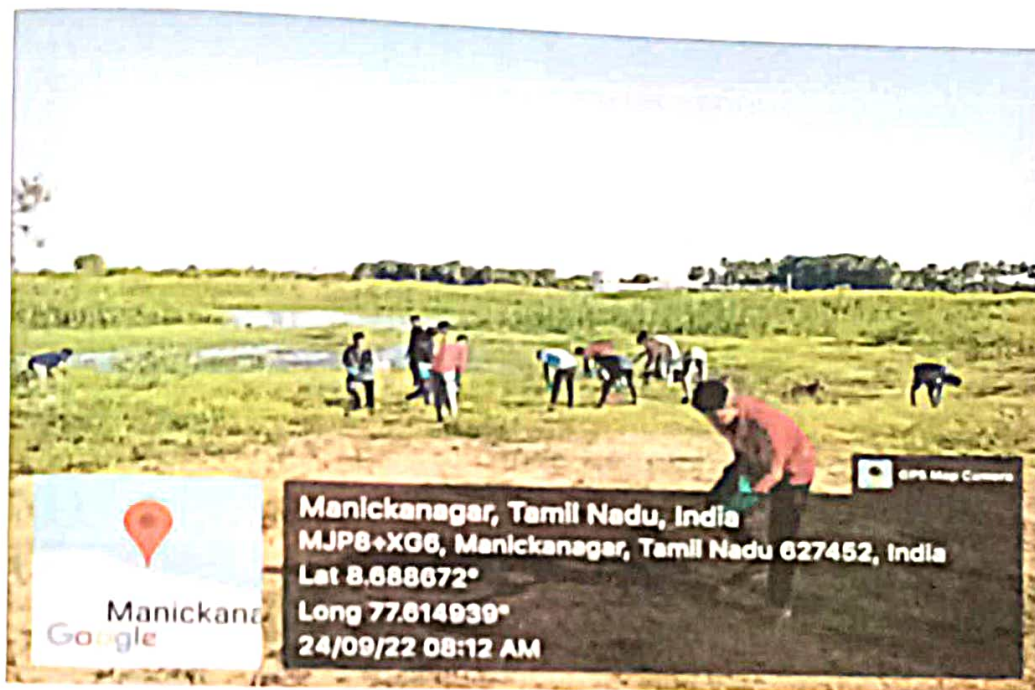 GPS Map Camera
Manickanagar, Tamil Nadu, India
MJP8+XG6, Manickanagar, Tamil Nadu 627452, India
Lat 8.688672°
Long 77.614939°
24/09/22 08:12 AM
Manickana
Google